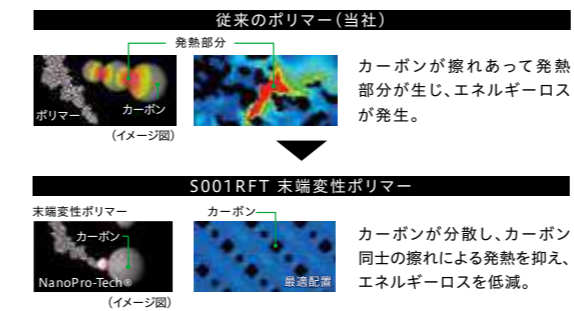 従来のポリマー（当社）
発熱部分
ポリマー
カーボン
（イメージ図）
カーボンが擦れあって発熱
部分が生じ、エネルギーロス
が発生。
S001RFT 末端変性ポリマー
末端変性ポリマー
カーボン
カーボン
NanoPro-Tech®
最適配置
（イメージ図）
カーボンが分散し、カーボン
同士の擦れによる発熱を抑え、
エネルギーロスを低減。